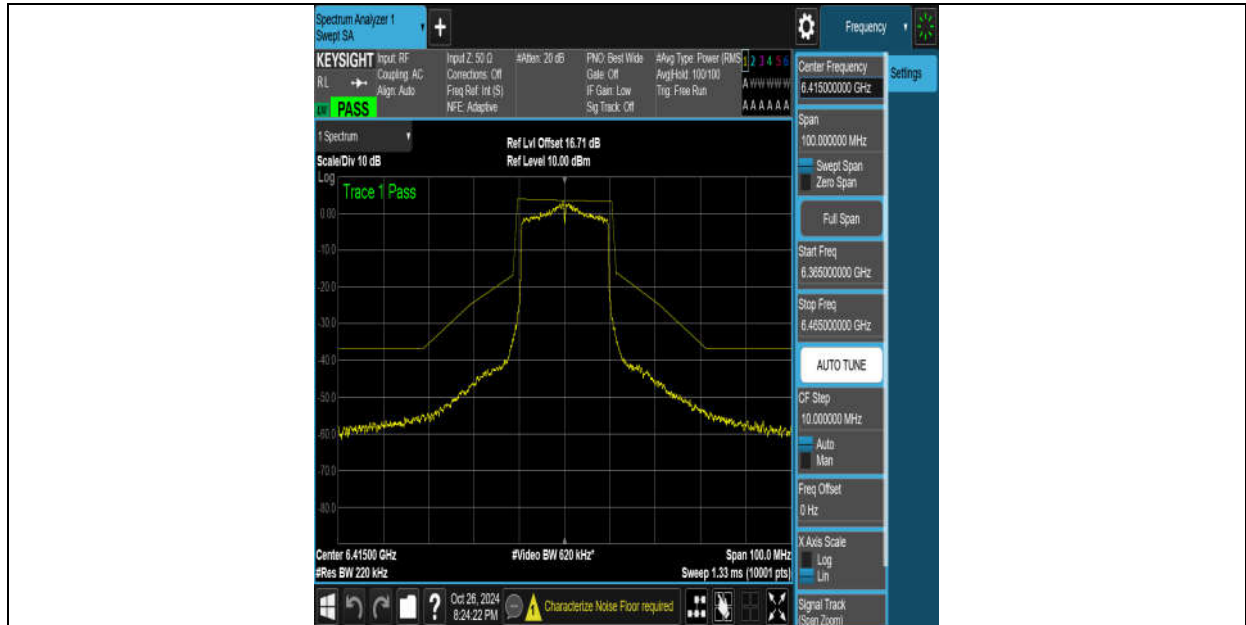 Spectrum Analyzer 1
Swept SA
+
Frequency
KEYSIGHT
RL
PASS
Input: RF
Coupling: AC
Align: Auto
Input Z: 50 Ω
Corrections: Off
Freq Ref: Int (S)
NFE: Adaptive
#Atten: 20 dB
PNO: Best Wide
Gate: Off
IF Gain: Low
Sig Track: Off
#Avg Type: Power (RMS
Avg|Hold: 100/100
Trig: Free Run
1 2 3 4 5 6
A W W W W W
A A A A A A
1 Spectrum
Scale/Div 10 dB
Ref Lvl Offset 16.71 dB
Ref Level 10.00 dBm
Log
Trace 1 Pass
0.00
-10.0
-20.0
-30.0
-40.0
-50.0
-60.0
-70.0
-80.0
Center 6.41500 GHz
#Res BW 220 kHz
#Video BW 620 kHz*
Span 100.0 MHz
Sweep 1.33 ms (10001 pts)
Center Frequency
6.415000000 GHz
Settings
Span
100.000000 MHz
Swept Span
Zero Span
Full Span
Start Freq
6.365000000 GHz
Stop Freq
6.465000000 GHz
AUTO TUNE
CF Step
10.000000 MHz
Auto
Man
Freq Offset
0 Hz
X Axis Scale
Log
Lin
Signal Track
(Span Zoom)
?
Oct 26, 2024
8:24:22 PM
Characterize Noise Floor required